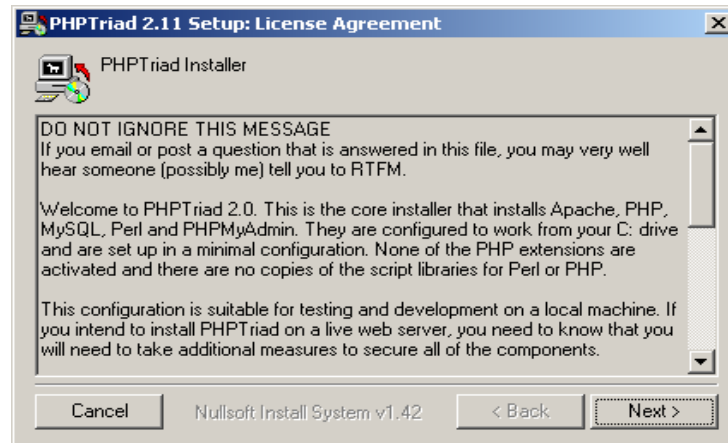 PHPTriad 2.11 Setup: License Agreement
PHPTriad Installer
DO NOT IGNORE THIS MESSAGE
If you email or post a question that is answered in this file, you may very well
hear someone (possibly me) tell you to RTFM.
Welcome to PHPTriad 2.0. This is the core installer that installs Apache, PHP,
MySQL, Perl and PHPMyAdmin. They are configured to work from your C: drive
and are set up in a minimal configuration. None of the PHP extensions are
activated and there are no copies of the script libraries for Perl or PHP.
This configuration is suitable for testing and development on a local machine. If
you intend to install PHPTriad on a live web server, you need to know that you
will need to take additional measures to secure all of the components.
Cancel Nullsoft Install System v1.42 < Back Next >